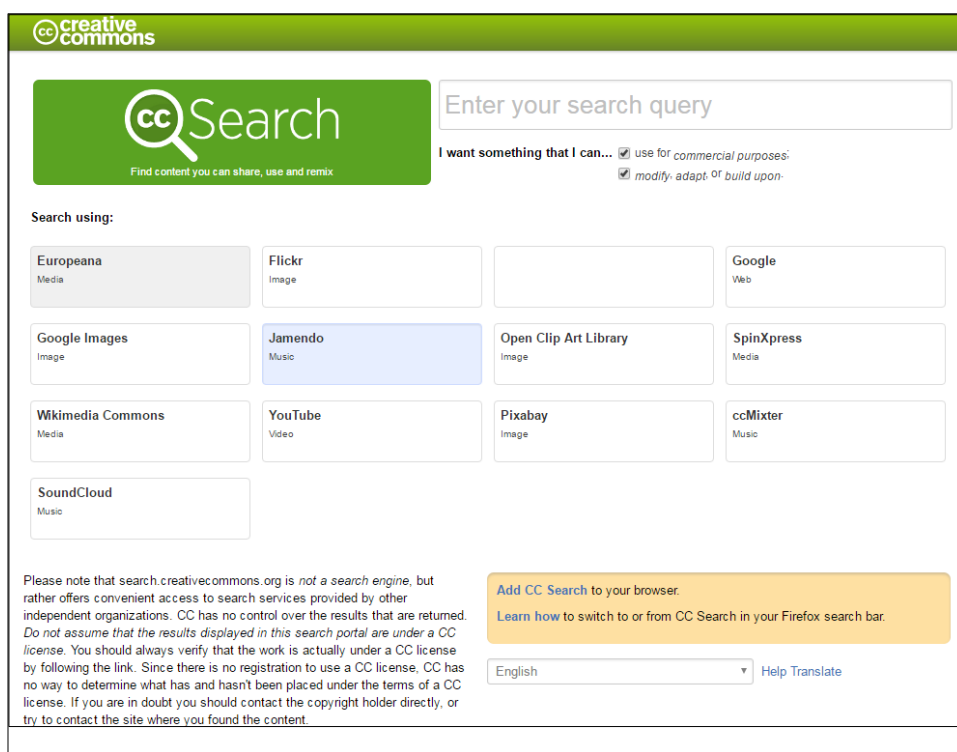 cc creative
commons
cc Search
Find content you can share, use and remix
Enter your search query
I want something that I can... use for commercial purposes;
modify, adapt, or build upon.
Search using:
Europeana
Media
Flickr
Image
Google
Web
Google Images
Image
Jamendo
Music
Open Clip Art Library
Image
SpinXpress
Media
Wikimedia Commons
Media
YouTube
Video
Pixabay
Image
ccMixter
Music
SoundCloud
Music
Please note that search.creativecommons.org is not a search engine, but
rather offers convenient access to search services provided by other
independent organizations. CC has no control over the results that are returned.
Do not assume that the results displayed in this search portal are under a CC
license. You should always verify that the work is actually under a CC license
by following the link. Since there is no registration to use a CC license, CC has
no way to determine what has and hasn't been placed under the terms of a CC
license. If you are in doubt you should contact the copyright holder directly, or
try to contact the site where you found the content.
Add CC Search to your browser.
Learn how to switch to or from CC Search in your Firefox search bar.
English
Help Translate